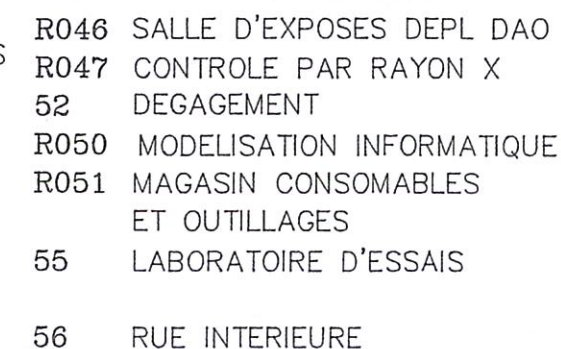 R046 SALLE D'EXPOSES DEPL DAO
S
R047 CONTROLE PAR RAYON X
52 DEGAGEMENT
R050 MODELISATION INFORMATIQUE
R051 MAGASIN CONSOMABLES
ET OUTILLAGES
55 LABORATOIRE D'ESSAIS
56 RUE INTERIEURE